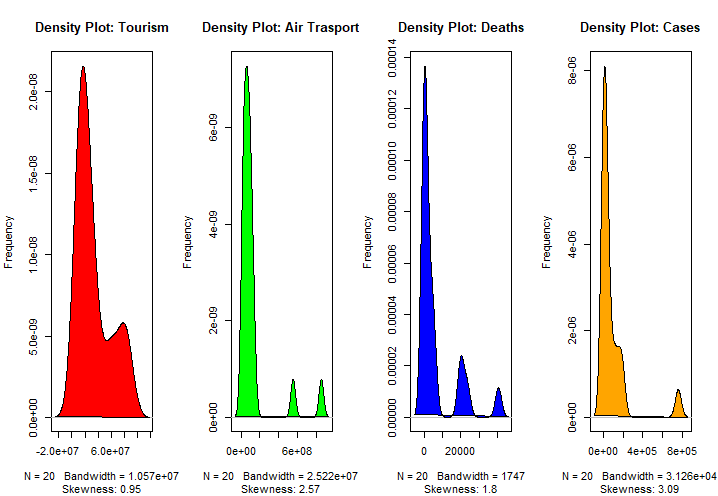 Density Plot: Tourism
Frequency
0.0e+00 5.0e-09 1.0e-08 1.5e-08 2.0e-08
-2.0e+07 6.0e+07
N = 20 Bandwidth = 1.057e+07
Skewness: 0.95
Density Plot: Air Trasport
Frequency
0e+00 2e-09 4e-09 6e-09
0e+00 6e+08
N = 20 Bandwidth = 2.522e+07
Skewness: 2.57
Density Plot: Deaths
Frequency
0.00000 0.00002 0.00004 0.00006 0.00008 0.00010 0.00012 0.00014
0 20000
N = 20 Bandwidth = 1747
Skewness: 1.8
Density Plot: Cases
Frequency
0e+00 2e-06 4e-06 6e-06 8e-06
0e+00 4e+05 8e+05
N = 20 Bandwidth = 3.126e+04
Skewness: 3.09